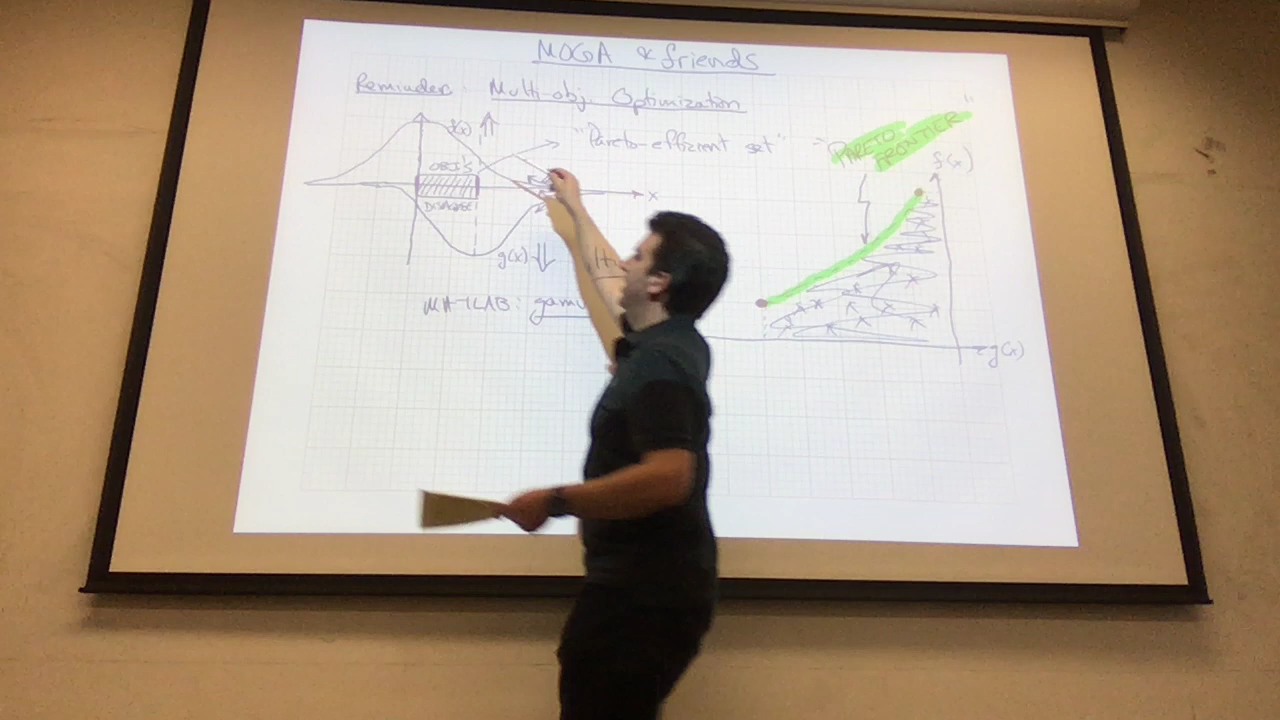 MOGA & friends
Reminder: Multi-obj. Optimization
f(x)
"Pareto-efficient set" = "PARETO FRONTIER"
f(x)
OBJ'S
DISAGREE
x
g(x)
MATLAB:
g(x)